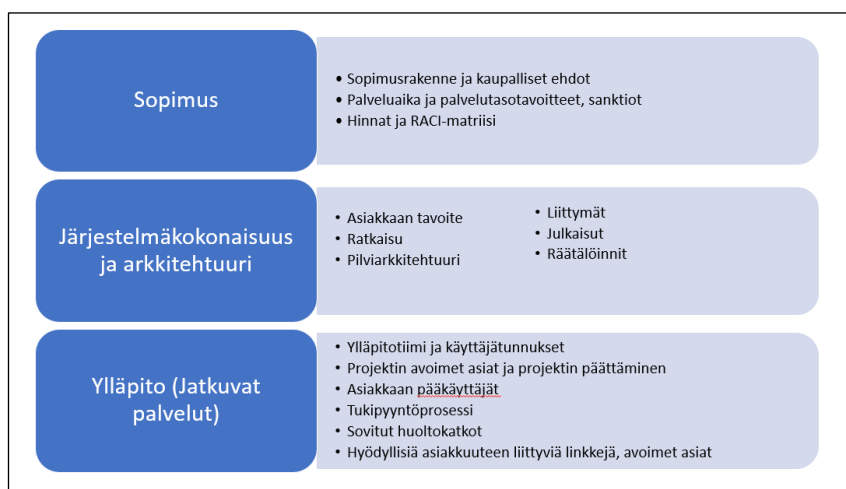 Sopimus
• Sopimusrakenne ja kaupalliset ehdot
• Palveluaika ja palvelutasotavoitteet, sanktiot
• Hinnat ja RACI-matriisi
Järjestelmäkokonaisuus
ja arkkitehtuuri
• Asiakkaan tavoite
• Ratkaisu
• Pilviarkkitehtuuri
• Liittymät
• Julkaisut
• Räätälöinnit
Ylläpito (Jatkuvat
palvelut)
• Ylläpitotiimi ja käyttäjätunnukset
• Projektin avoimet asiat ja projektin päättäminen
• Asiakkaan pääkäyttäjät
• Tukipyyntöprosessi
• Sovitut huoltokatkot
• Hyödyllisiä asiakkuuteen liittyviä linkkejä, avoimet asiat